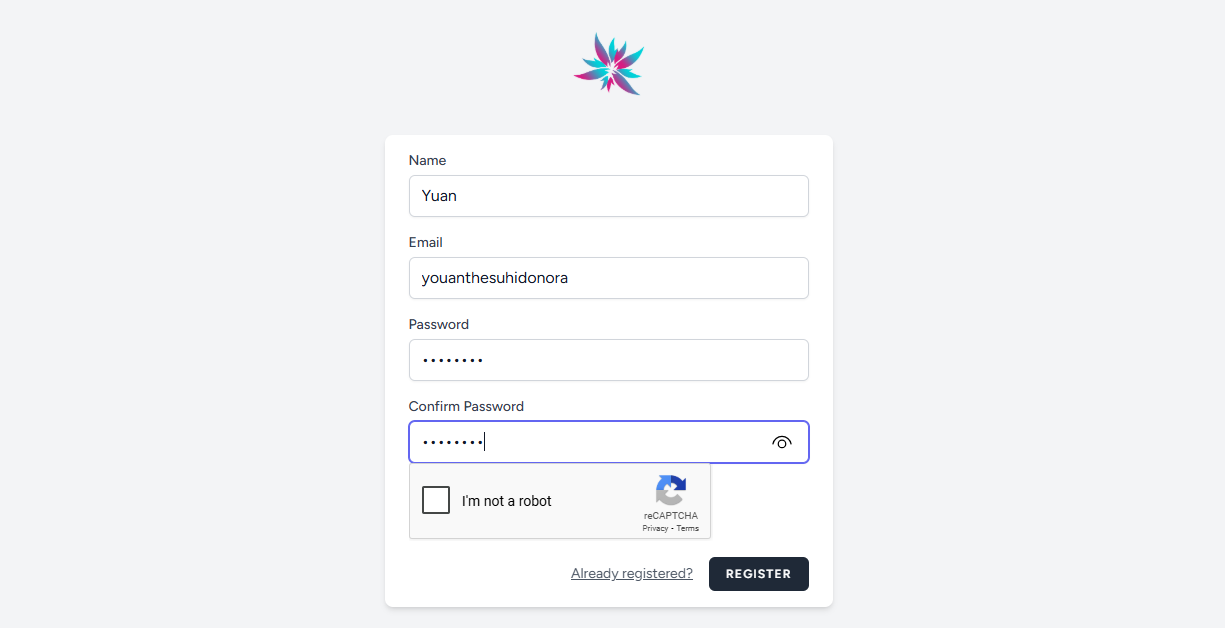 Name
Yuan
Email
youanthesuhidonora
Password
••••••••
Confirm Password
••••••••
I'm not a robot
reCAPTCHA
Privacy - Terms
Already registered?
REGISTER